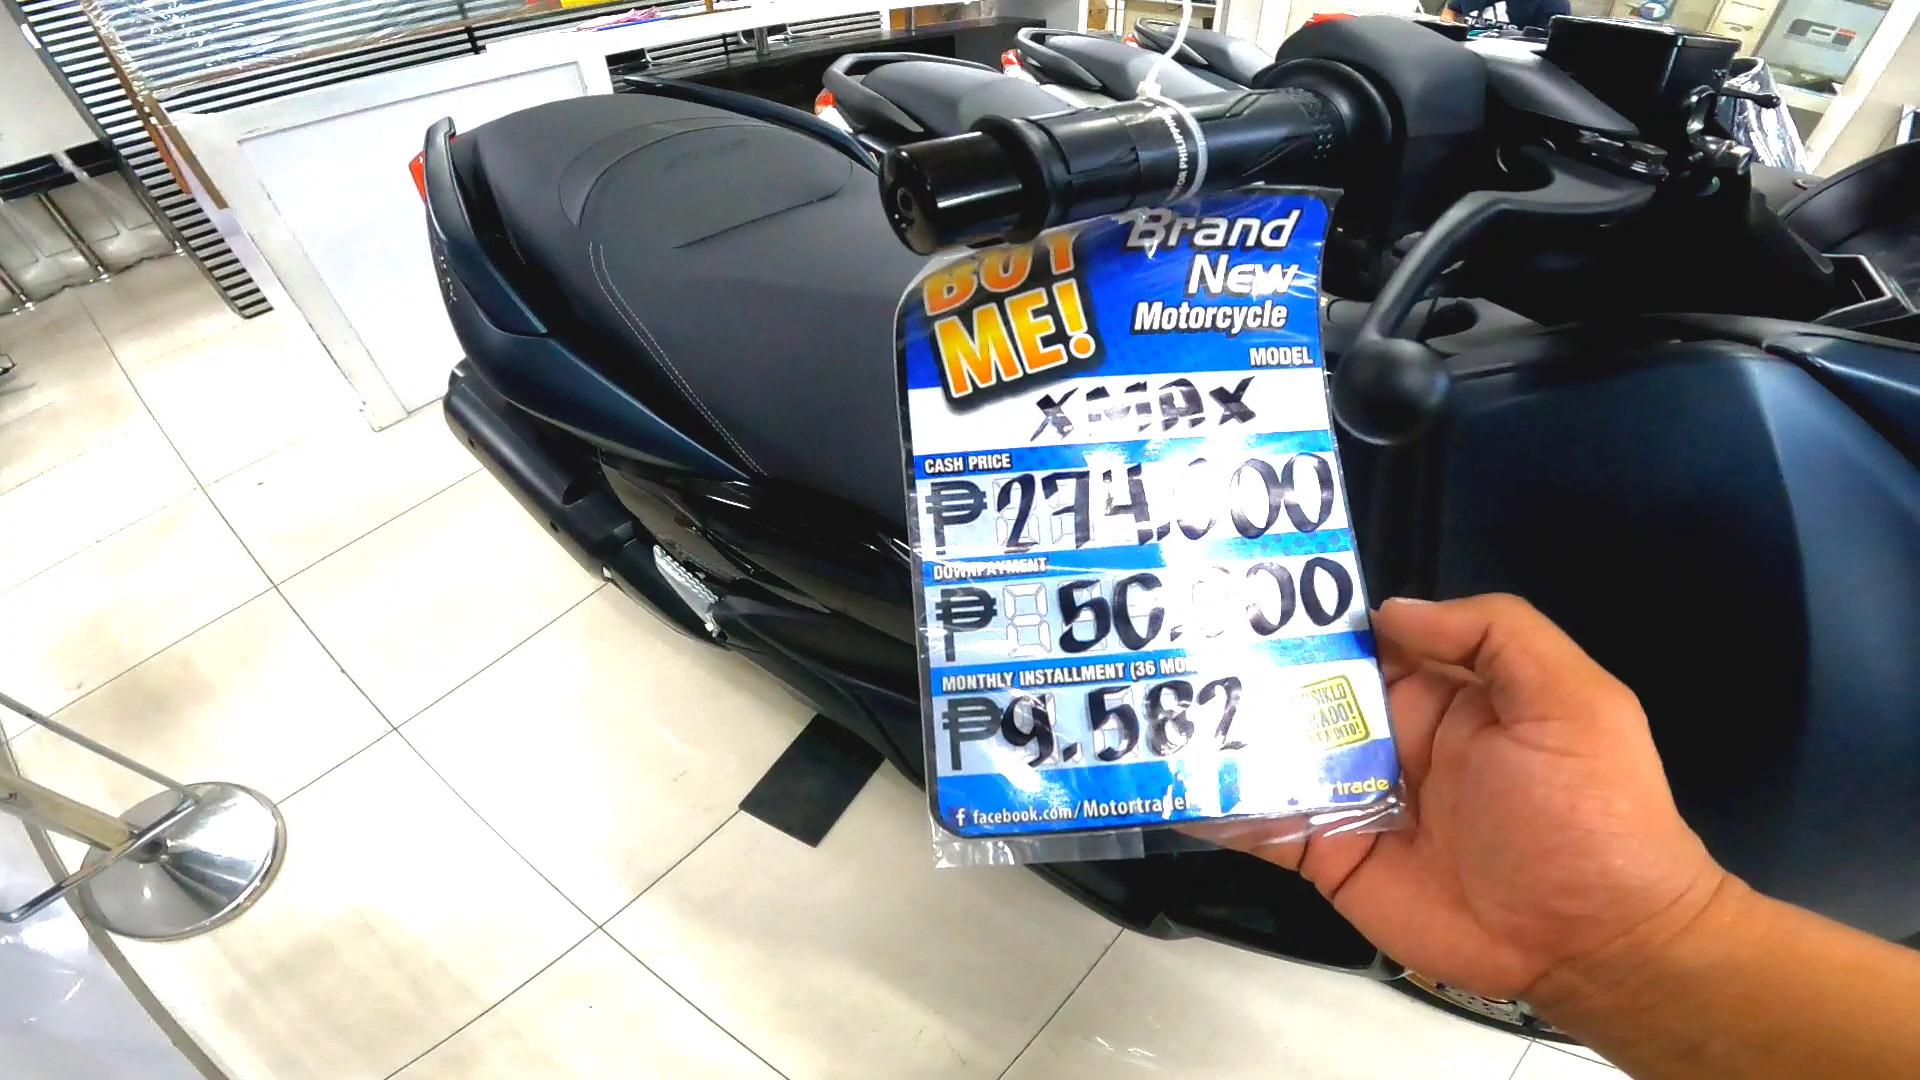 BUY
ME!
Brand
New
Motorcycle
MODEL
XMAX
CASH PRICE
₱274.000
DOWNPAYMENT
₱50.000
MONTHLY INSTALLMENT (36 MO
₱9.582
facebook.com/Motortrade